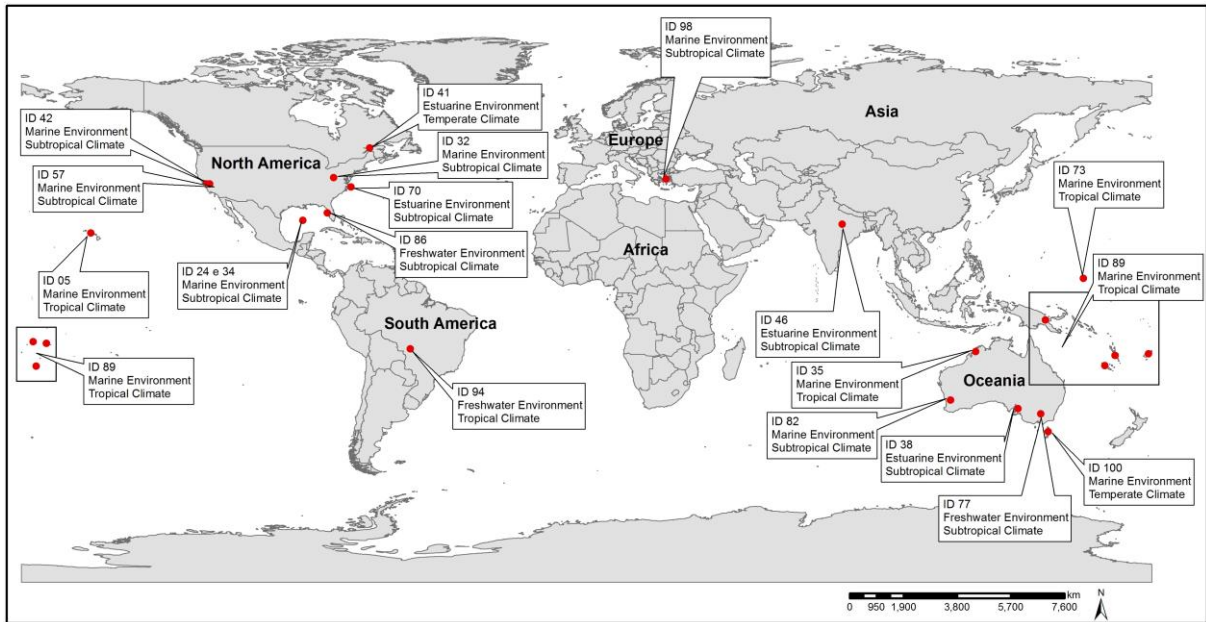 ID 98
Marine Environment
Subtropical Climate
ID 41
Estuarine Environment
Temperate Climate
ID 42
Marine Environment
Subtropical Climate
ID 32
Marine Environment
Subtropical Climate
ID 57
Marine Environment
Subtropical Climate
ID 70
Estuarine Environment
Subtropical Climate
ID 73
Marine Environment
Tropical Climate
ID 86
Freshwater Environment
Subtropical Climate
ID 89
Marine Environment
Tropical Climate
ID 05
Marine Environment
Tropical Climate
ID 24 e 34
Marine Environment
Subtropical Climate
ID 46
Estuarine Environment
Subtropical Climate
ID 89
Marine Environment
Tropical Climate
ID 94
Freshwater Environment
Tropical Climate
ID 35
Marine Environment
Tropical Climate
ID 82
Marine Environment
Subtropical Climate
ID 38
Estuarine Environment
Subtropical Climate
ID 100
Marine Environment
Temperate Climate
ID 77
Freshwater Environment
Subtropical Climate
North America
Europe
Asia
Africa
South America
Oceania
km
0 950 1,900 3,800 5,700 7,600
N